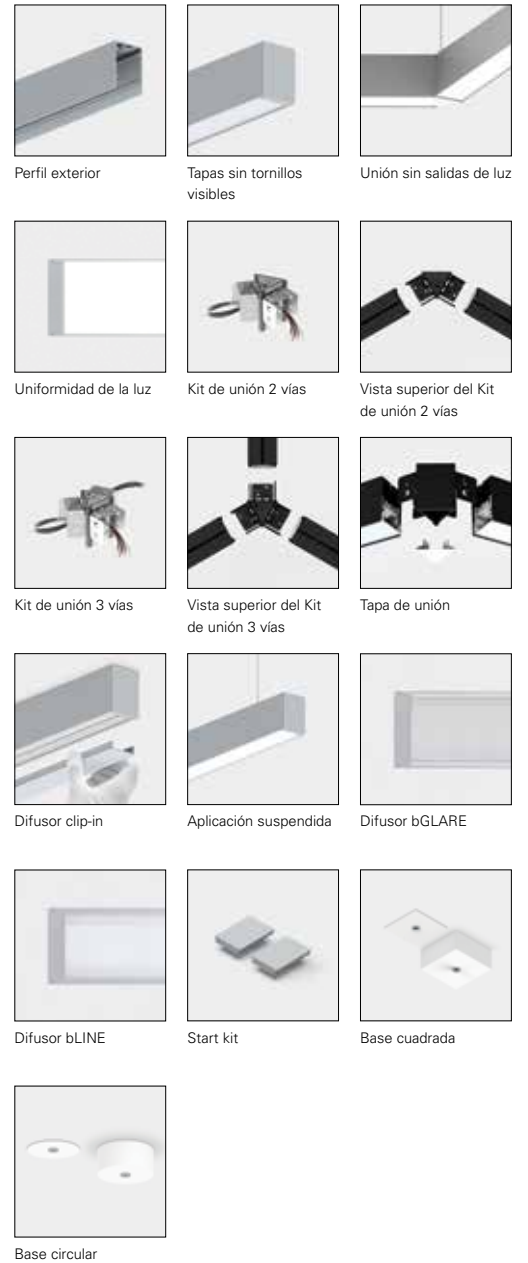 Perfil exterior
Tapas sin tornillos
visibles
Unión sin salidas de luz
Uniformidad de la luz
Kit de unión 2 vías
Vista superior del Kit
de unión 2 vías
Kit de unión 3 vías
Vista superior del Kit
de unión 3 vías
Tapa de unión
Difusor clip-in
Aplicación suspendida
Difusor bGLARE
Difusor bLINE
Start kit
Base cuadrada
Base circular